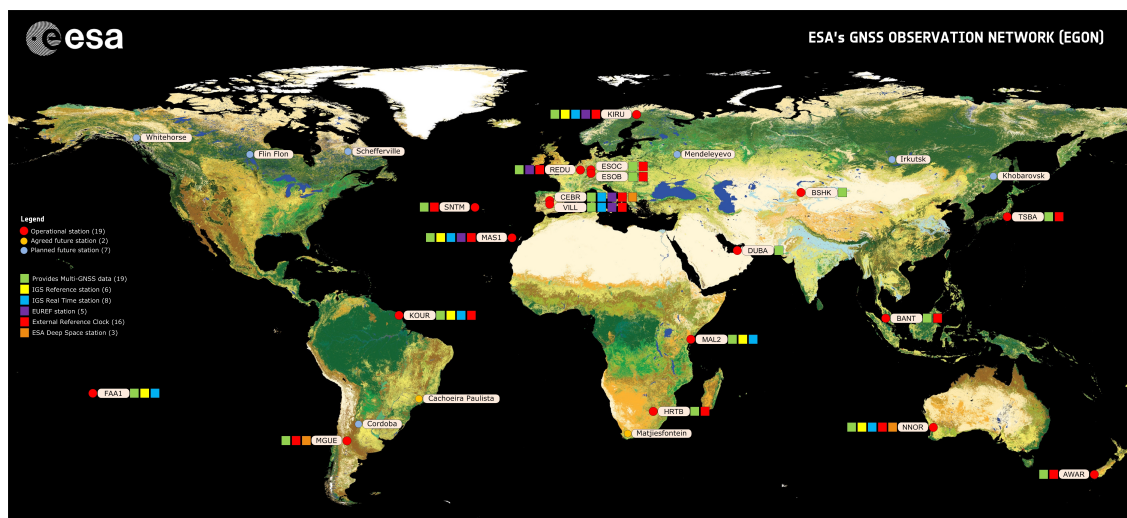 esa
ESA's GNSS OBSERVATION NETWORK (EGON)
KIRU
Whitehorse
Flin Flon
Schefferville
Mendeleyevo
Irkutsk
REDU
ESOC
ESOB
Khobarovsk
CEBR
VILL
BSHK
SNTM
TSBA
MAS1
DUBA
Legend
Operational station (19)
Agreed future station (2)
Planned future station (7)
Provides Multi-GNSS data (19)
IGS Reference station (6)
IGS Real Time station (8)
EUREF station (5)
External Reference Clock (16)
ESA Deep Space station (3)
KOUR
BANT
MAL2
FAA1
Cachoeira Paulista
HRTB
Cordoba
NNOR
Matjiesfontein
MGUE
AWAR